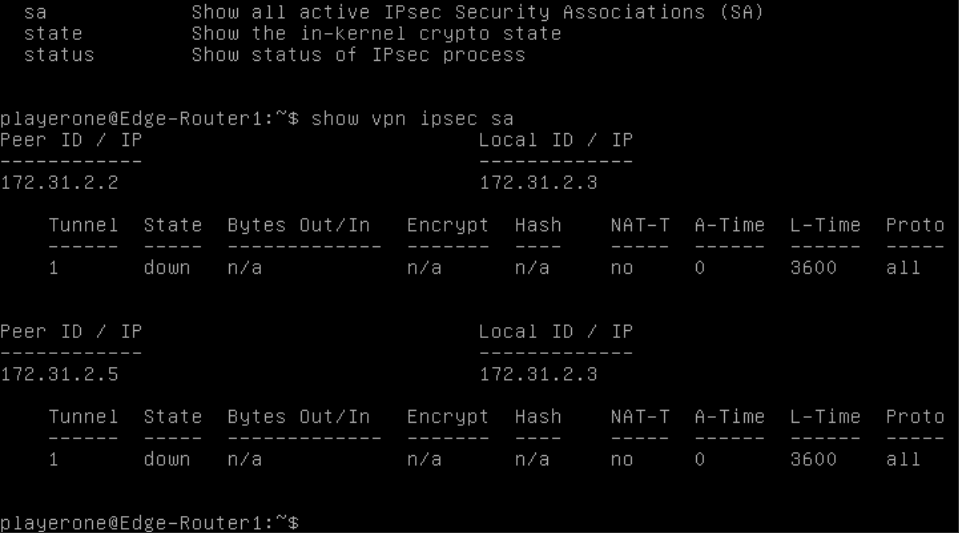 sa Show all active IPsec Security Associations (SA)
state Show the in-kernel crypto state
status Show status of IPsec process
playerone@Edge-Router1:~$ show vpn ipsec sa
Peer ID / IP Local ID / IP
------------ -------------
172.31.2.2 172.31.2.3
Tunnel State Bytes Out/In Encrypt Hash NAT-T A-Time L-Time Proto
------ ----- ------------- ------- ---- ----- ------ ------ -----
1 down n/a n/a n/a no 0 3600 all
Peer ID / IP Local ID / IP
------------ -------------
172.31.2.5 172.31.2.3
Tunnel State Bytes Out/In Encrypt Hash NAT-T A-Time L-Time Proto
------ ----- ------------- ------- ---- ----- ------ ------ -----
1 down n/a n/a n/a no 0 3600 all
playerone@Edge-Router1:~$